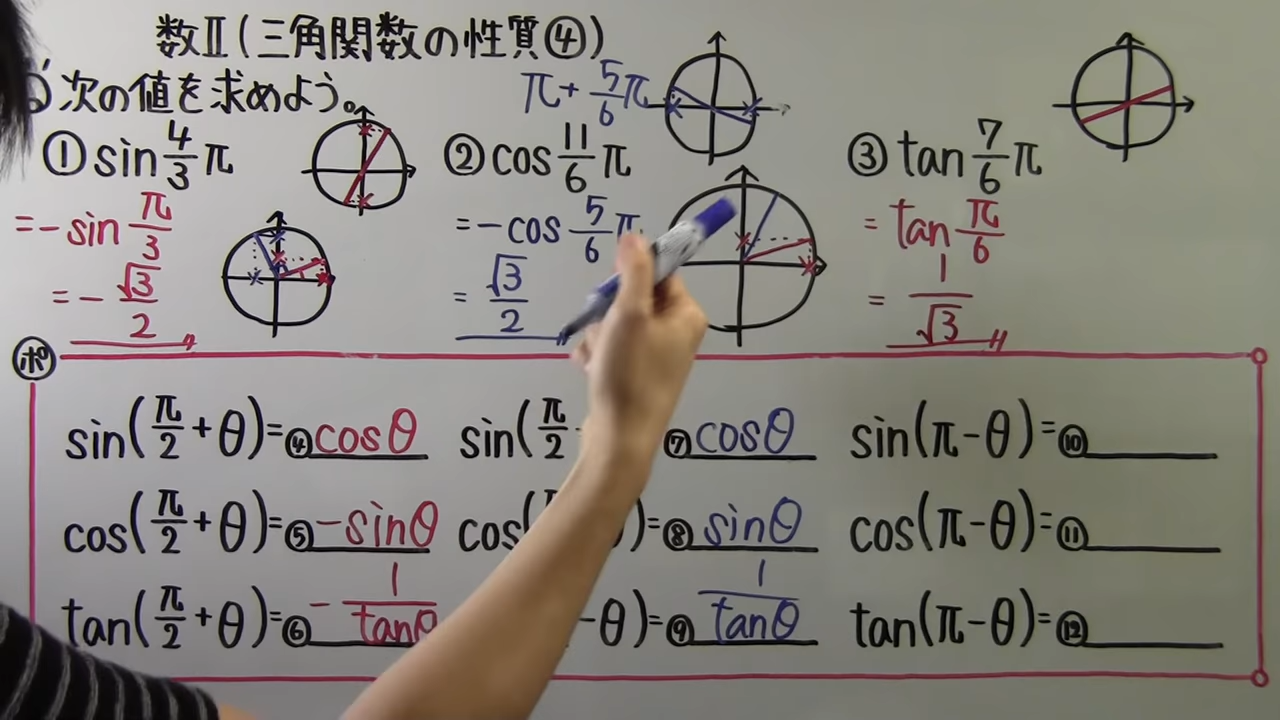 数Ⅱ(三角関数の性質④)
次の値を求めよう。
π+5/6π
①sin4/3π
=-sinπ/3
=-√3/2
②cos11/6π
=-cos5/6π
=√3/2
③tan7/6π
=tanπ/6
=1/√3
ポ
sin(π/2+θ)=④cosθ
cos(π/2+θ)=⑤-sinθ
tan(π/2+θ)=⑥-1/tanθ
sin(π/2 ⑦cosθ
cos( )=⑧sinθ
-θ)=⑨1/tanθ
sin(π-θ)=⑩
cos(π-θ)=⑪
tan(π-θ)=⑫